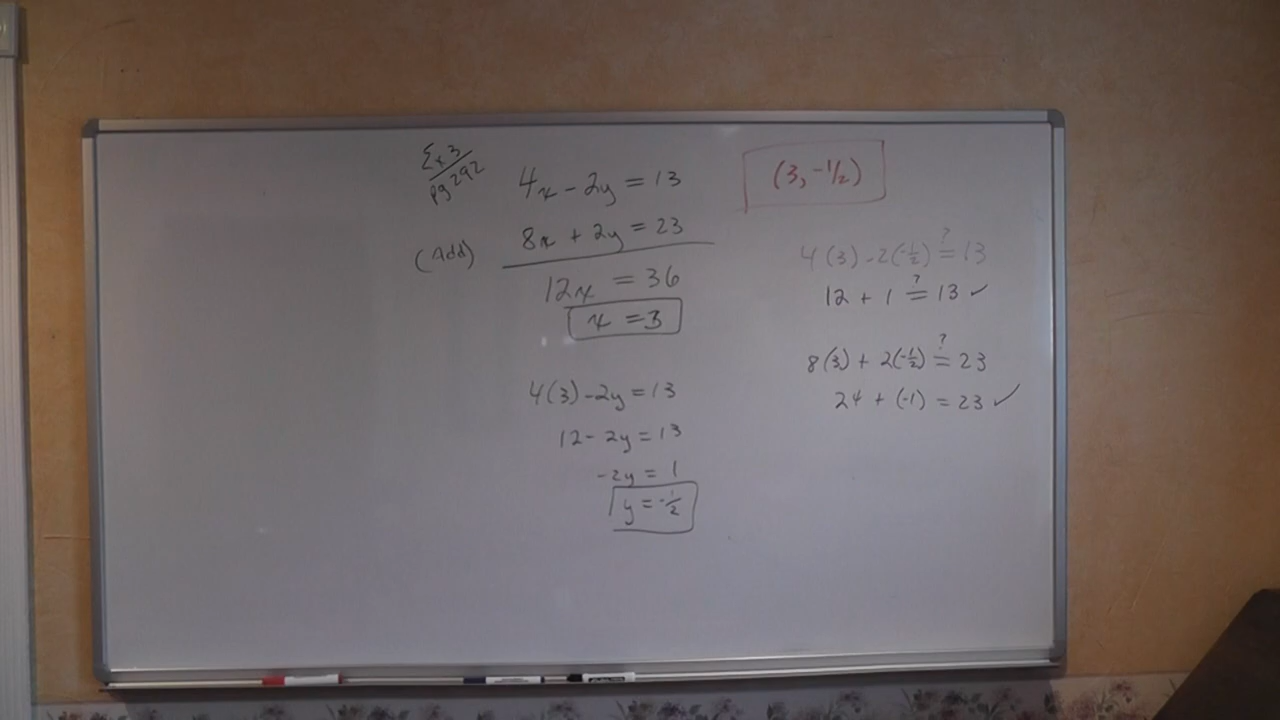 Ex 3
pg 292
4x - 2y = 13
(Add) 8x + 2y = 23
12x = 36
x = 3
4(3) - 2y = 13
12 - 2y = 13
-2y = 1
y = -1/2
(3, -1/2)
4(3) - 2(-1/2) ?= 13
12 + 1 ?= 13 ✓
8(3) + 2(-1/2) ?= 23
24 + (-1) = 23 ✓